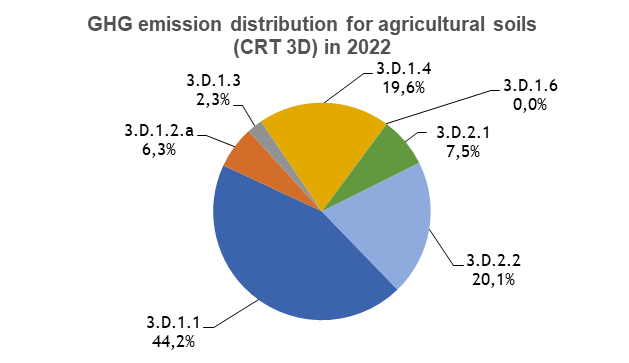 GHG emission distribution for agricultural soils
(CRT 3D) in 2022
3.D.1.4
19,6%
3.D.1.3
2,3%
3.D.1.6
0,0%
3.D.1.2.a
6,3%
3.D.2.1
7,5%
3.D.2.2
20,1%
3.D.1.1
44,2%